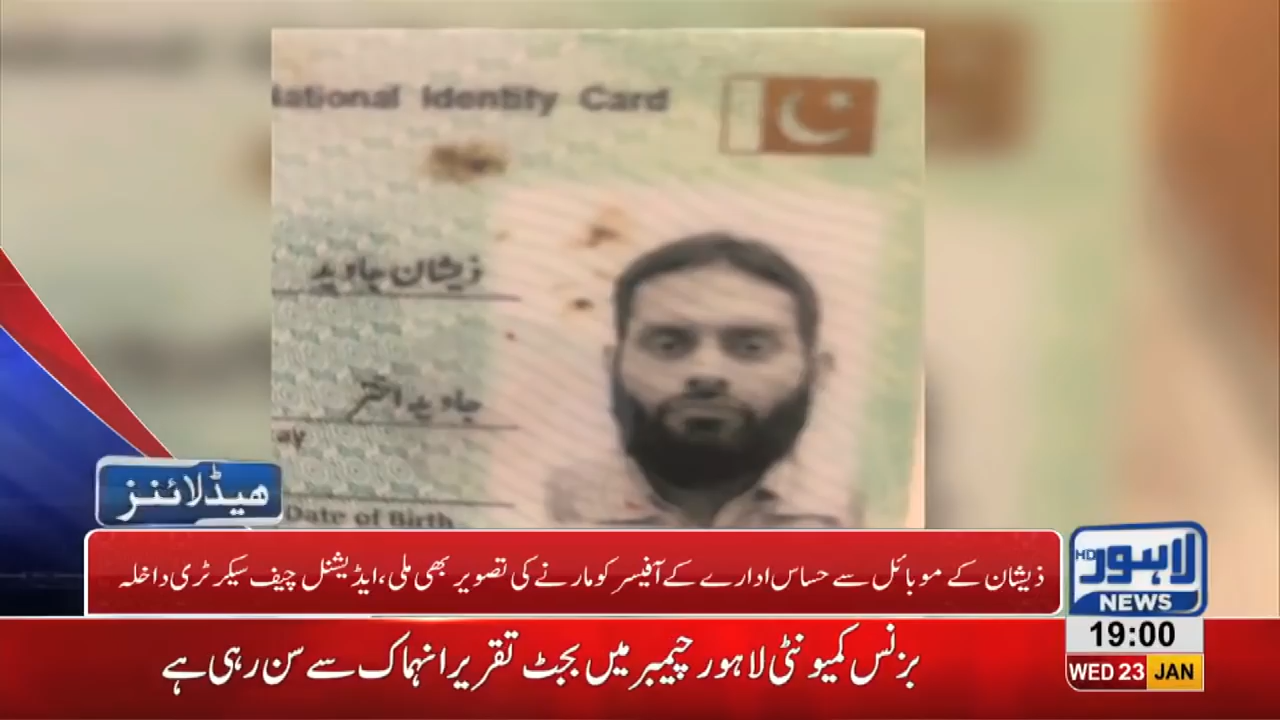 National Identity Card
ذیشان جاوید
جاوید اختر
Date of Birth
ھیڈلائنز
ذیشان کے موبائل سے حساس ادارے کے آفیسر کو مارنے کی تصویر بھی ملی، ایڈیشنل چیف سیکرٹری داخلہ
HD لاہور
NEWS
بزنس کمیونٹی لاہور چیمبر میں بجٹ تقریر انہماک سے سن رہی ہے
19:00
WED 23 JAN